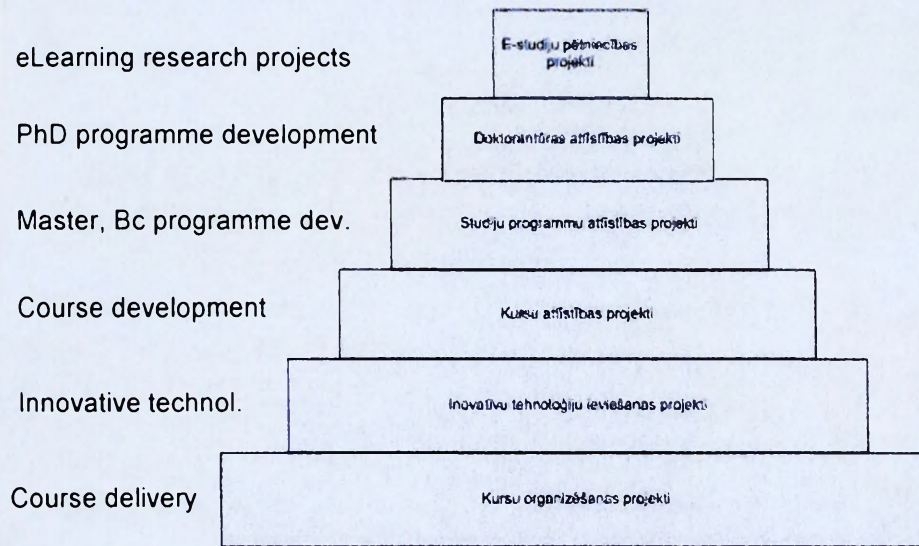 eLearning research projects
E-studiju pētniecības
projekti
PhD programme development
Doktorantūras attīstības projekti
Master, Bc programme dev.
Studiju programmu attīstības projekti
Course development
Kursu attīstības projekti
Innovative technol.
Inovatīvu tehnoloģiju ieviešanas projekti
Course delivery
Kursu organizēšanas projekti